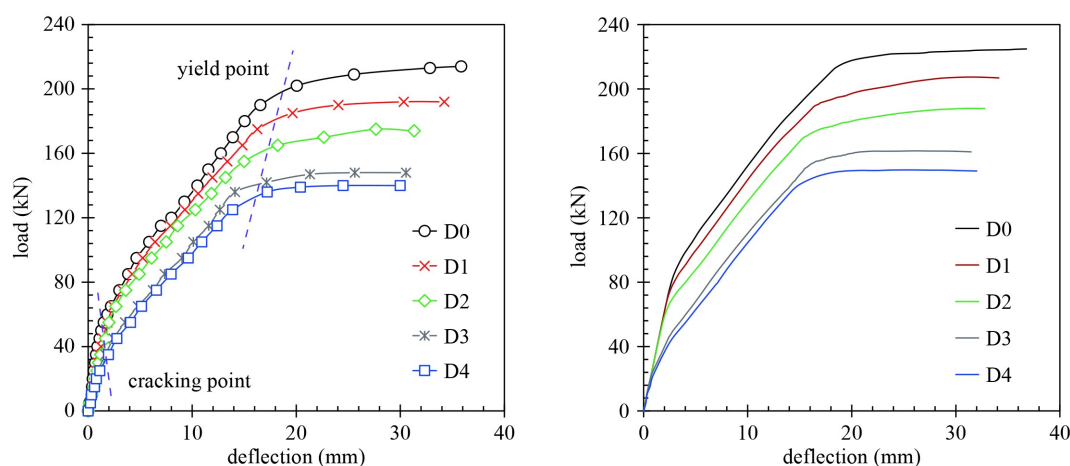 240
200
160
120
80
40
0
load (kN)
yield point
cracking point
D0
D1
D2
D3
D4
0 10 20 30 40
deflection (mm)
240
200
160
120
80
40
0
load (kN)
D0
D1
D2
D3
D4
0 10 20 30 40
deflection (mm)